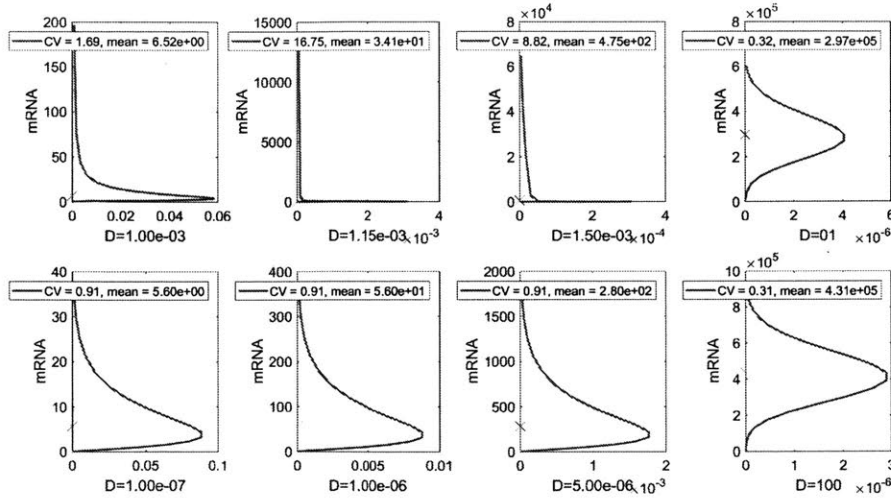 200
CV = 1.69, mean = 6.52e+00
150
mRNA
100
50
0
0 0.02 0.04 0.06
D=1.00e-03
15000
CV = 16.75, mean = 3.41e+01
10000
mRNA
5000
0
0 2 4
D=1.15e-03 ×10⁻³
8 ×10⁴
CV = 8.82, mean = 4.75e+02
6
mRNA
4
2
0
0 2 4
D=1.50e-03 ×10⁻⁴
8 ×10⁵
CV = 0.32, mean = 2.97e+05
6
mRNA
4
2
0
0 2 4 6
D=01 ×10⁻⁶
40
CV = 0.91, mean = 5.60e+00
30
mRNA
20
10
0
0 0.05 0.1
D=1.00e-07
400
CV = 0.91, mean = 5.60e+01
300
mRNA
200
100
0
0 0.005 0.01
D=1.00e-06
2000
CV = 0.91, mean = 2.80e+02
1500
mRNA
1000
500
0
0 1 2
D=5.00e-06 ×10⁻³
10 ×10⁵
CV = 0.31, mean = 4.31e+05
8
mRNA
6
4
2
0
0 1 2 3
D=100 ×10⁻⁸